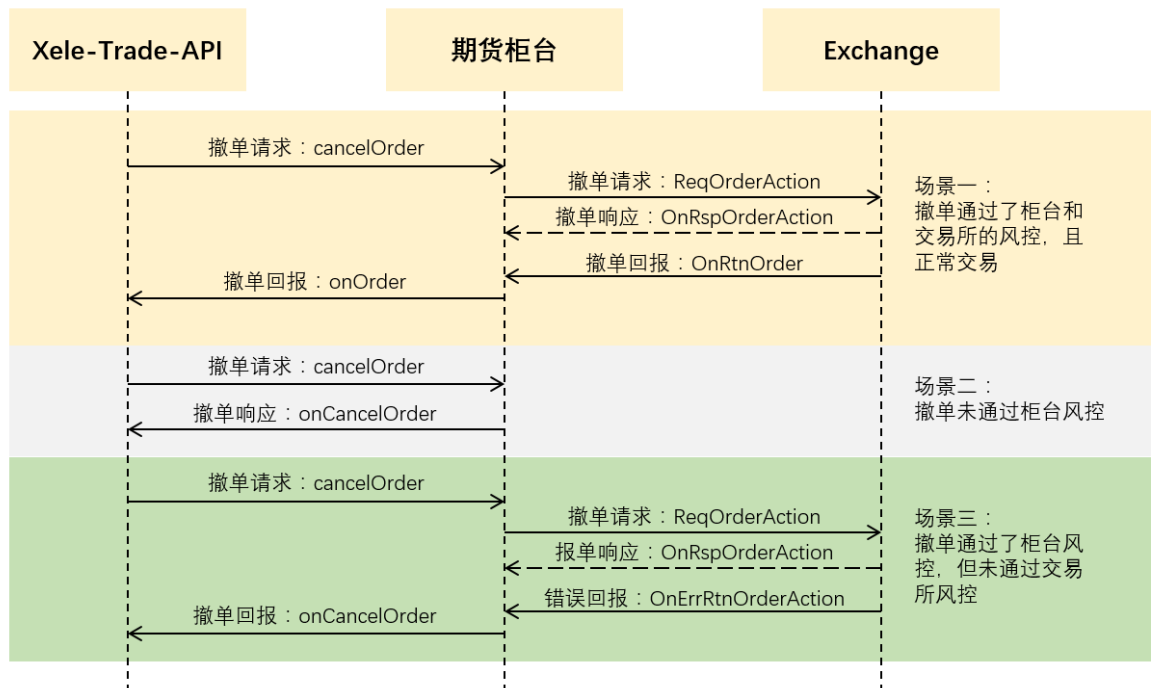 Xele-Trade-API
期货柜台
Exchange
撤单请求：cancelOrder
撤单请求：ReqOrderAction
撤单响应：OnRspOrderAction
撤单回报：OnRtnOrder
撤单回报：onOrder
场景一：
撤单通过了柜台和
交易所的风控，且
正常交易
撤单请求：cancelOrder
撤单响应：onCancelOrder
场景二：
撤单未通过柜台风控
撤单请求：cancelOrder
撤单请求：ReqOrderAction
报单响应：OnRspOrderAction
错误回报：OnErrRtnOrderAction
撤单回报：onCancelOrder
场景三：
撤单通过了柜台风
控，但未通过交易
所风控